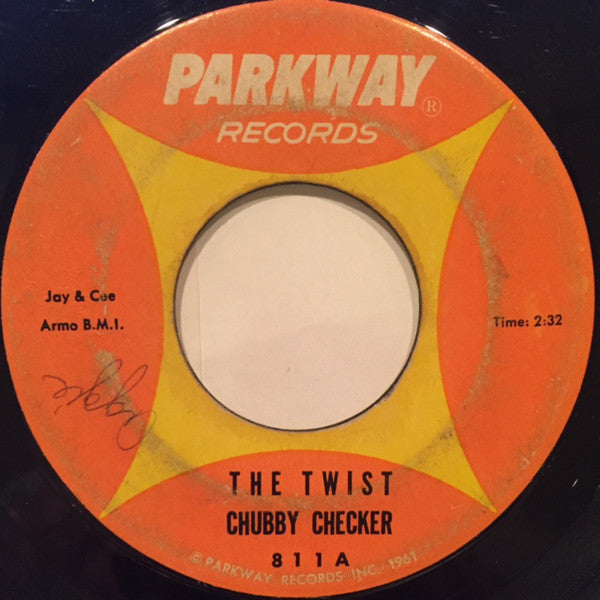 PARKWAY®
RECORDS
Jay & Cee
Armo B.M.I.
Time: 2:32
THE TWIST
CHUBBY CHECKER
811A
© PARKWAY RECORDS INC. 1961